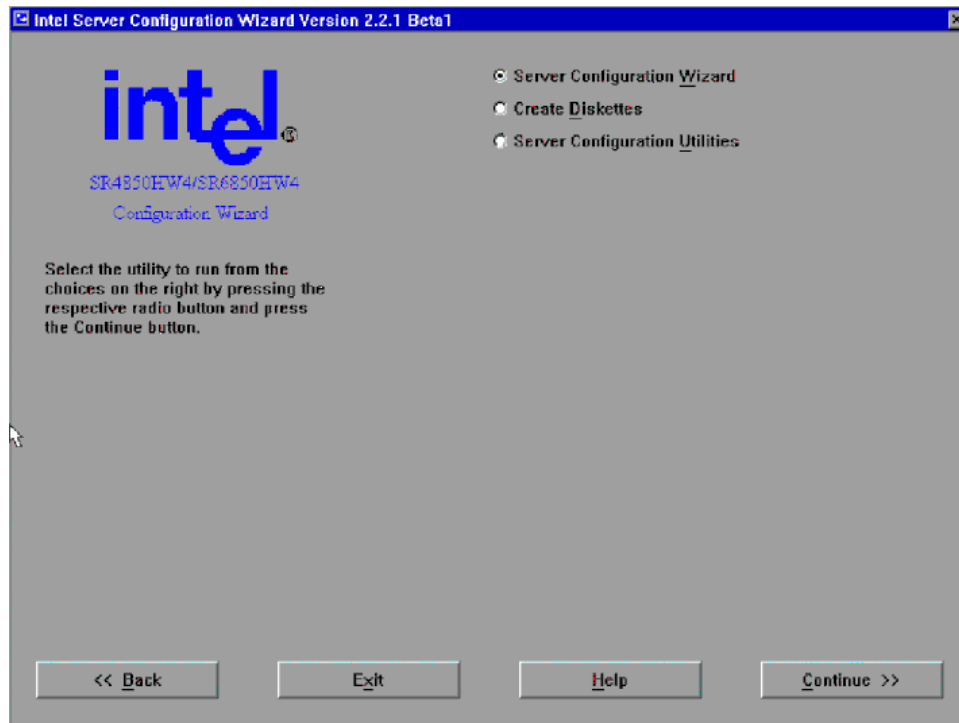 Intel Server Configuration Wizard Version 2.2.1 Beta1
intel®
SR4850HW4/SR6850HW4
Configuration Wizard
Select the utility to run from the
choices on the right by pressing the
respective radio button and press
the Continue button.
Server Configuration Wizard
Create Diskettes
Server Configuration Utilities
<< Back
Exit
Help
Continue >>